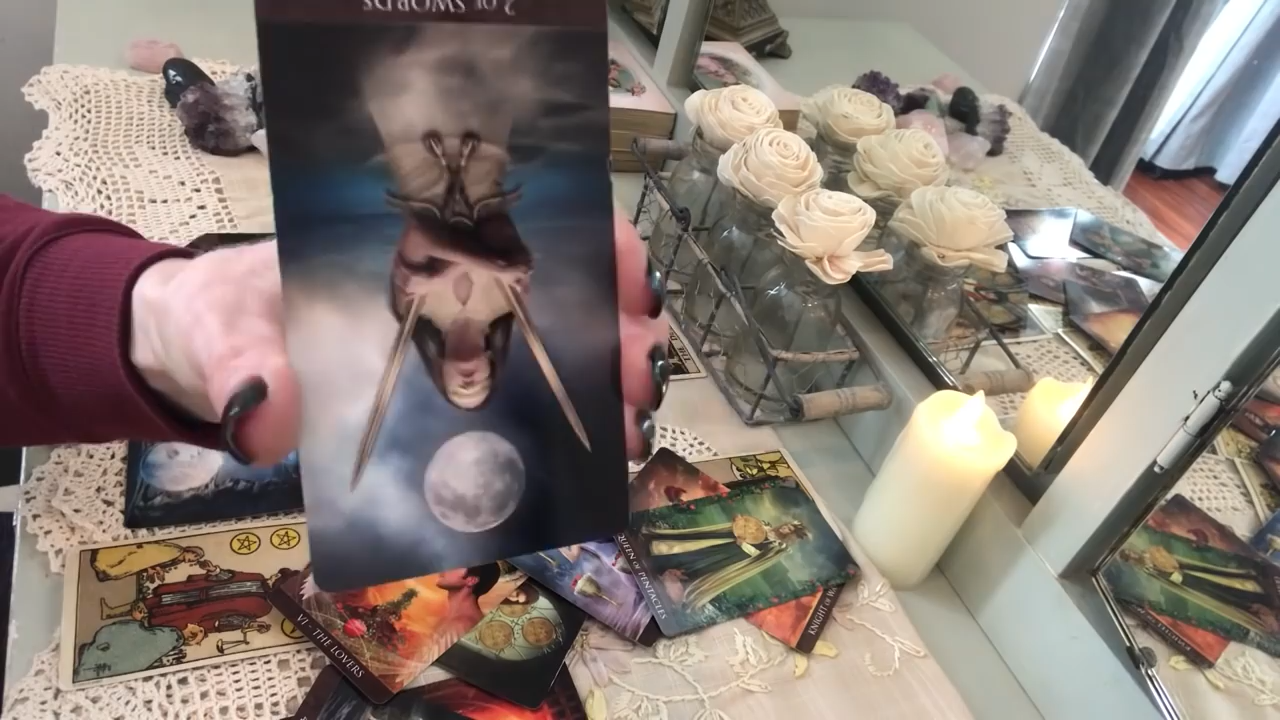 2 OF SWORDS
VI - THE LOVERS
QUEEN OF PENTACLES
KNIGHT OF